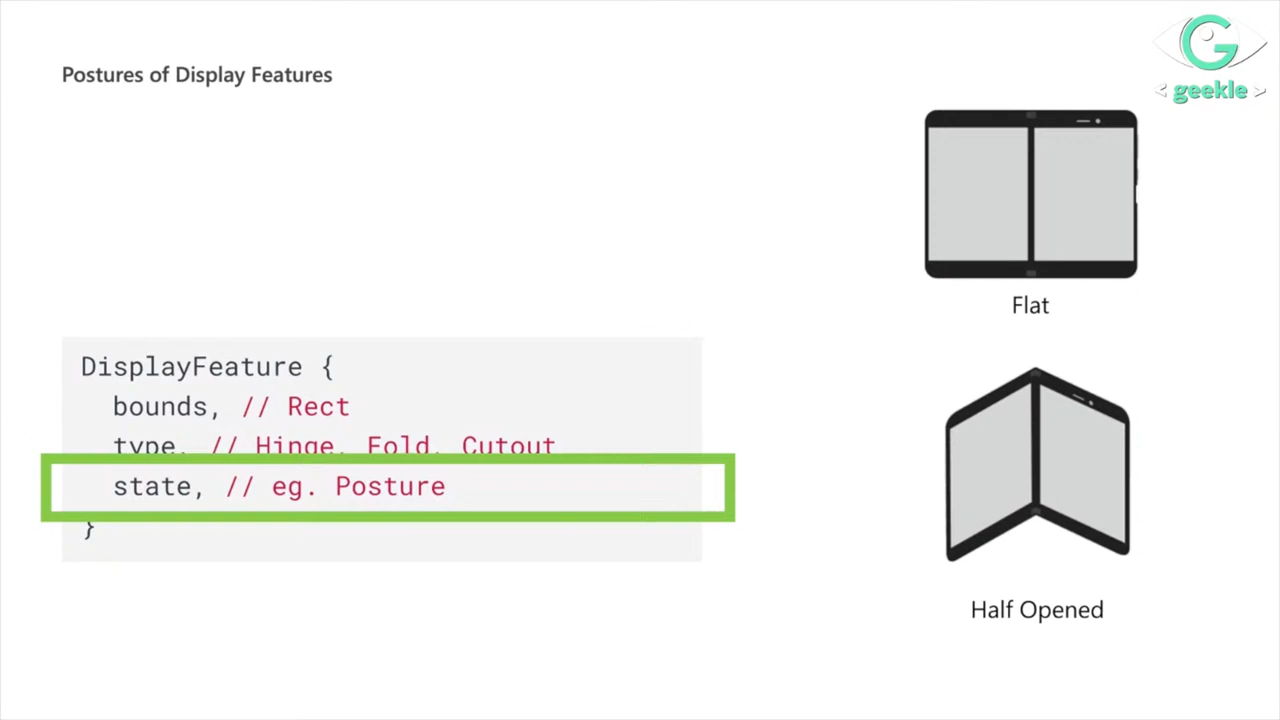 Postures of Display Features
G
< geekle >
Flat
DisplayFeature {
bounds, // Rect
type, // Hinge, Fold, Cutout
state, // eg. Posture
}
Half Opened